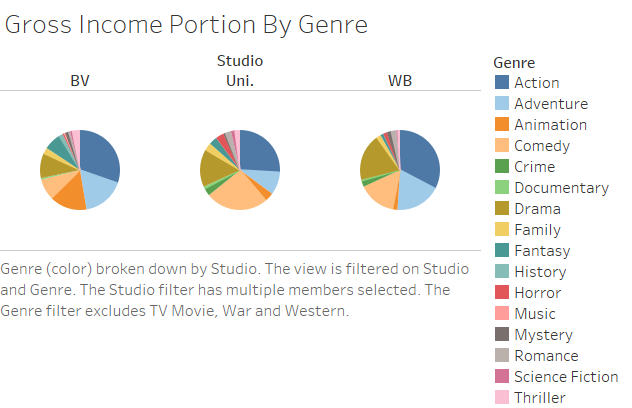 Gross Income Portion By Genre
Studio
BV Uni. WB
Genre
Action
Adventure
Animation
Comedy
Crime
Documentary
Drama
Family
Fantasy
History
Horror
Music
Mystery
Romance
Science Fiction
Thriller
Genre (color) broken down by Studio. The view is filtered on Studio
and Genre. The Studio filter has multiple members selected. The
Genre filter excludes TV Movie, War and Western.